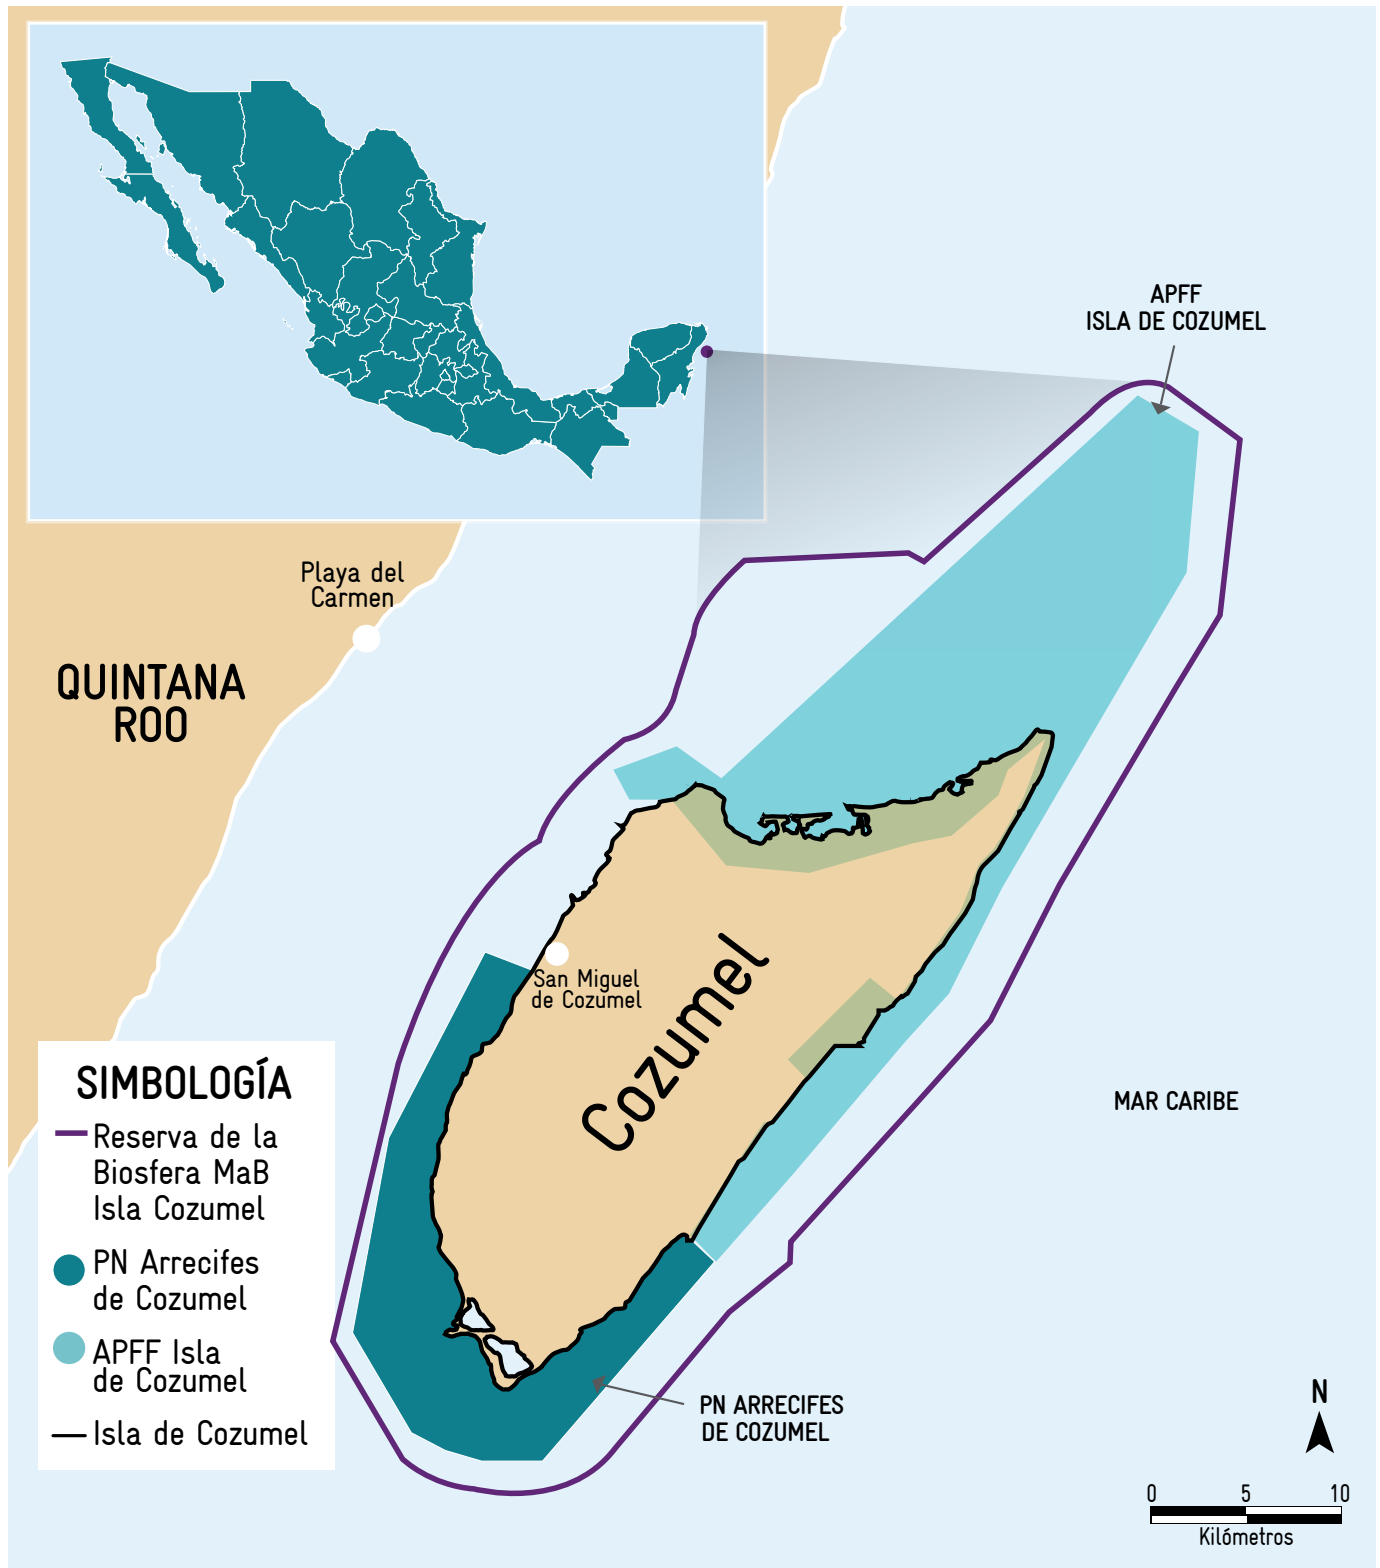 APFF
ISLA DE COZUMEL
Playa del
Carmen
QUINTANA
ROO
San Miguel
de Cozumel
Cozumel
MAR CARIBE
SIMBOLOGÍA
Reserva de la
Biosfera MaB
Isla Cozumel
PN Arrecifes
de Cozumel
APFF Isla
de Cozumel
Isla de Cozumel
PN ARRECIFES
DE COZUMEL
N
0 5 10
Kilómetros